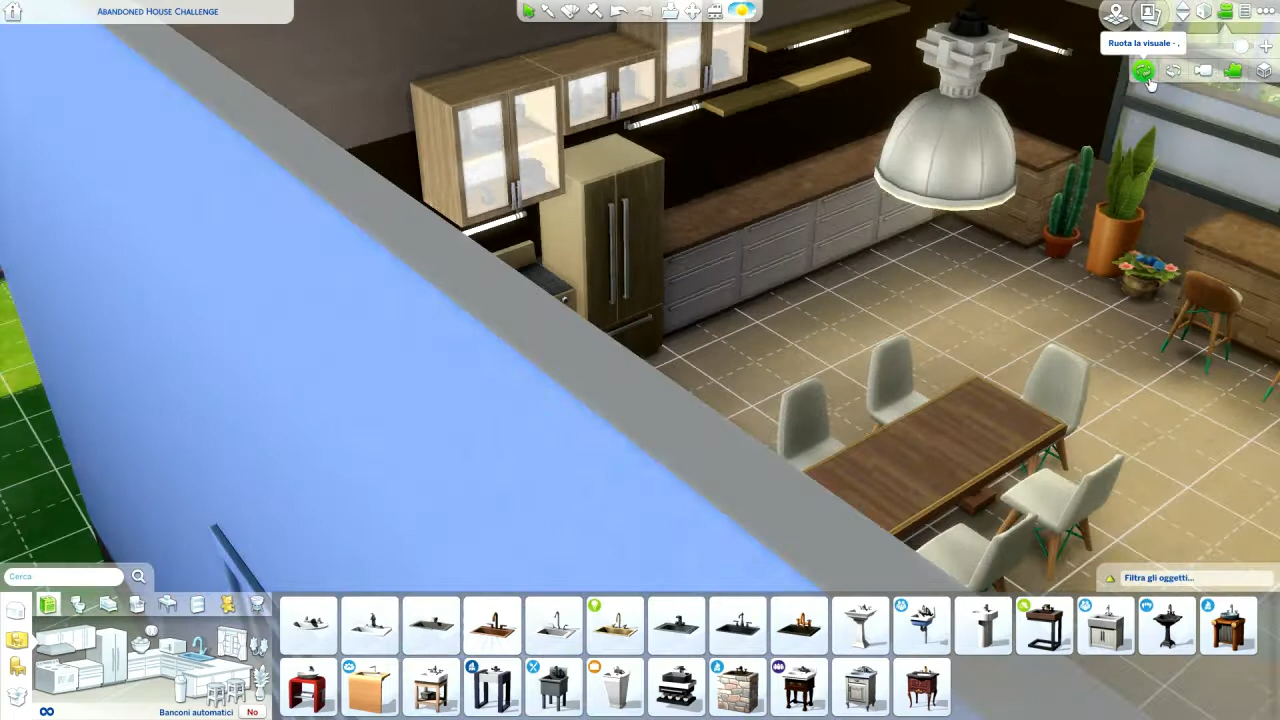 ABANDONED HOUSE CHALLENGE
Ruota la visuale - ,
Cerca
Filtra gli oggetti...
Banconi automatici No